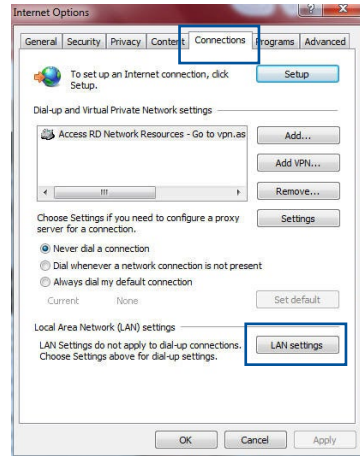 Internet Options
General Security Privacy Content Connections Programs Advanced
To set up an Internet connection, click
Setup.
Setup
Dial-up and Virtual Private Network settings
Access RD Network Resources - Go to vpn.as
Add...
Add VPN...
Remove...
Choose Settings if you need to configure a proxy
server for a connection.
Settings
Never dial a connection
Dial whenever a network connection is not present
Always dial my default connection
Current None
Set default
Local Area Network (LAN) settings
LAN Settings do not apply to dial-up connections.
Choose Settings above for dial-up settings.
LAN settings
OK Cancel Apply